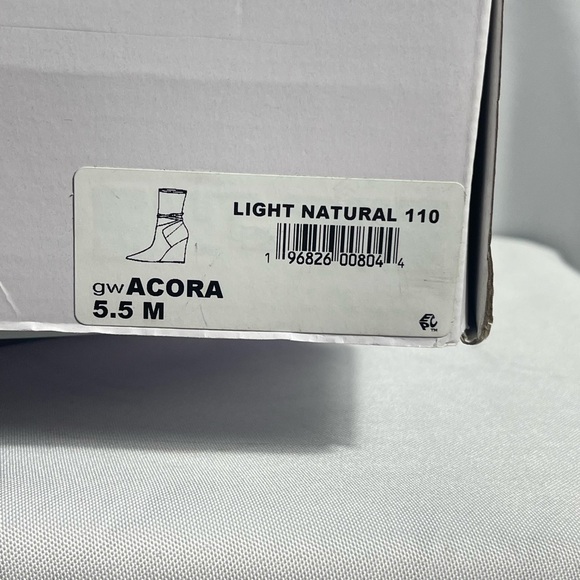 LIGHT NATURAL 110
1 96826 00804 4
gwACORA
5.5 M